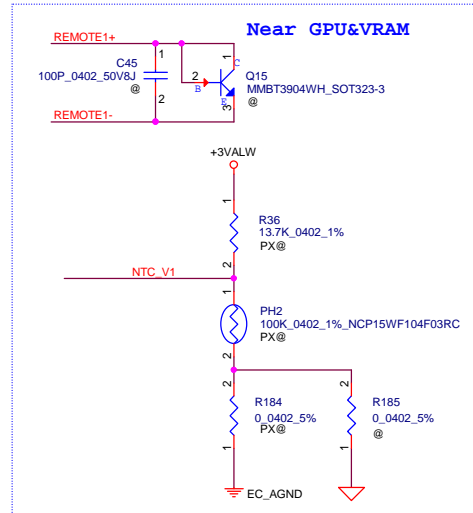 Near GPU&VRAM
REMOTE1+
1
1
C
C45
100P_0402_50V8J
@
2
B
Q15
MMBT3904WH_SOT323-3
@
2
E
3
REMOTE1-
+3VALW
1
R36
13.7K_0402_1%
PX@
2
NTC_V1
1
PH2
100K_0402_1%_NCP15WF104F03RC
PX@
2
2
2
R184
0_0402_5%
PX@
R185
0_0402_5%
@
1
1
EC_AGND